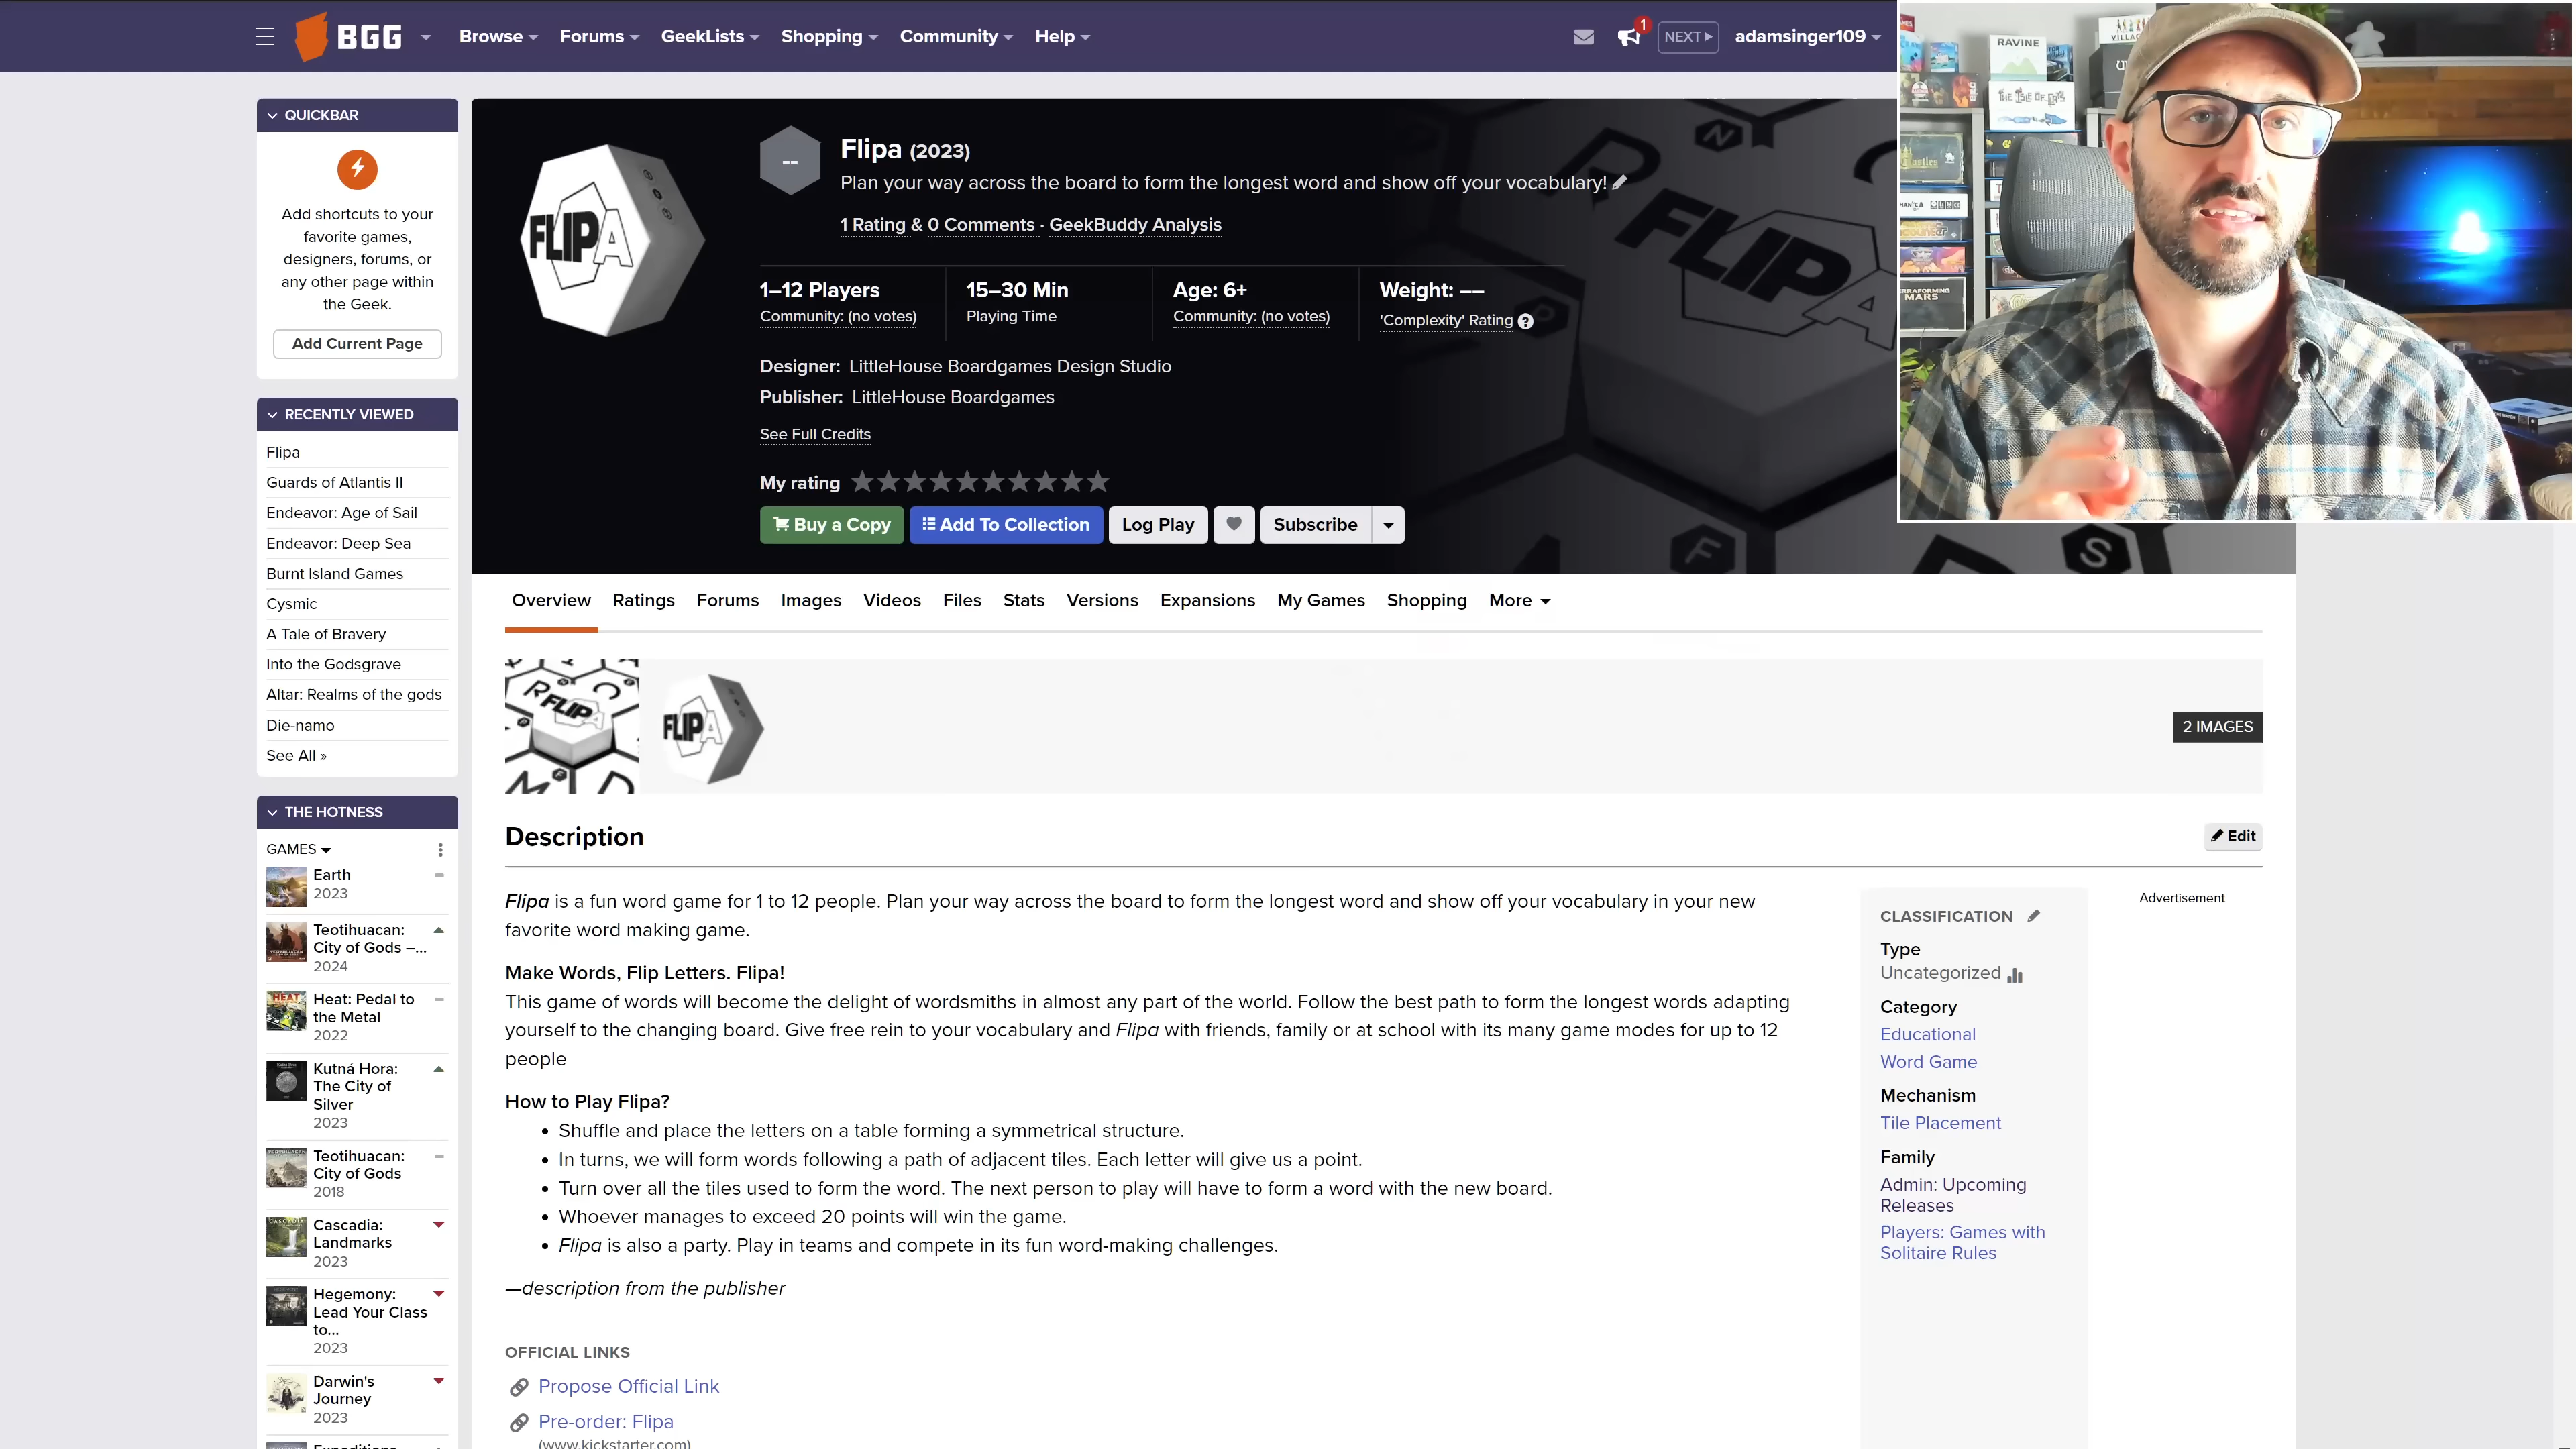 BGG
Browse
Forums
GeekLists
Shopping
Community
Help
1
NEXT
adamsinger109
QUICKBAR
Add shortcuts to your
favorite games,
designers, forums, or
any other page within
the Geek.
Add Current Page
RECENTLY VIEWED
Flipa
Guards of Atlantis II
Endeavor: Age of Sail
Endeavor: Deep Sea
Burnt Island Games
Cysmic
A Tale of Bravery
Into the Godsgrave
Altar: Realms of the gods
Die-namo
See All »
THE HOTNESS
GAMES
Earth
2023
Teotihuacan:
City of Gods –...
2024
Heat: Pedal to
the Metal
2022
Kutná Hora:
The City of
Silver
2023
Teotihuacan:
City of Gods
2018
Cascadia:
Landmarks
2023
Hegemony:
Lead Your Class
to...
2023
Darwin's
Journey
2023
FLIPA
--
Flipa (2023)
Plan your way across the board to form the longest word and show off your vocabulary!
1 Rating & 0 Comments · GeekBuddy Analysis
1–12 Players
Community: (no votes)
15–30 Min
Playing Time
Age: 6+
Community: (no votes)
Weight: ––
'Complexity' Rating ?
Designer: LittleHouse Boardgames Design Studio
Publisher: LittleHouse Boardgames
See Full Credits
My rating
Buy a Copy
Add To Collection
Log Play
Subscribe
N
R
C
FLIPA
F
S
RAVINE
THE ISLE OF CATS
TERRAFORMING
MARS
Overview
Ratings
Forums
Images
Videos
Files
Stats
Versions
Expansions
My Games
Shopping
More
R
C
FLIPA
FLIPA
2 IMAGES
Description
Edit
Flipa is a fun word game for 1 to 12 people. Plan your way across the board to form the longest word and show off your vocabulary in your new
favorite word making game.
Make Words, Flip Letters. Flipa!
This game of words will become the delight of wordsmiths in almost any part of the world. Follow the best path to form the longest words adapting
yourself to the changing board. Give free rein to your vocabulary and Flipa with friends, family or at school with its many game modes for up to 12
people
How to Play Flipa?
• Shuffle and place the letters on a table forming a symmetrical structure.
• In turns, we will form words following a path of adjacent tiles. Each letter will give us a point.
• Turn over all the tiles used to form the word. The next person to play will have to form a word with the new board.
• Whoever manages to exceed 20 points will win the game.
• Flipa is also a party. Play in teams and compete in its fun word-making challenges.
—description from the publisher
OFFICIAL LINKS
Propose Official Link
Pre-order: Flipa
(www.kickstarter.com)
CLASSIFICATION
Type
Uncategorized
Category
Educational
Word Game
Mechanism
Tile Placement
Family
Admin: Upcoming
Releases
Players: Games with
Solitaire Rules
Advertisement